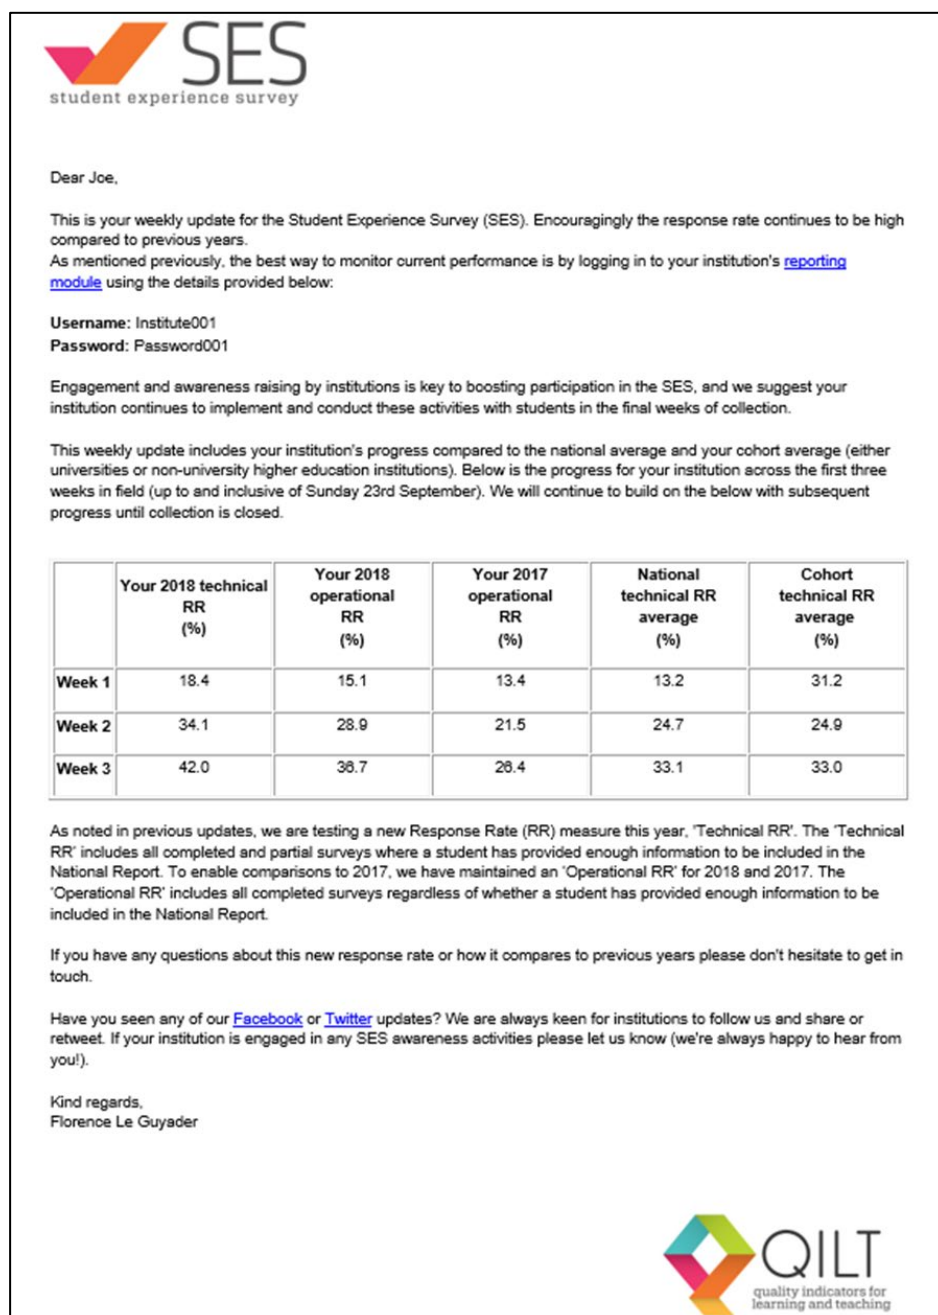 SES
student experience survey
Dear Joe,
This is your weekly update for the Student Experience Survey (SES). Encouragingly the response rate continues to be high
compared to previous years.
As mentioned previously, the best way to monitor current performance is by logging in to your institution's reporting
module using the details provided below:
Username: Institute001
Password: Password001
Engagement and awareness raising by institutions is key to boosting participation in the SES, and we suggest your
institution continues to implement and conduct these activities with students in the final weeks of collection.
This weekly update includes your institution's progress compared to the national average and your cohort average (either
universities or non-university higher education institutions). Below is the progress for your institution across the first three
weeks in field (up to and inclusive of Sunday 23rd September). We will continue to build on the below with subsequent
progress until collection is closed.
Your 2018 technical RR (%) Your 2018 operational RR (%) Your 2017 operational RR (%) National technical RR average (%) Cohort technical RR average (%)
Week 1 18.4 15.1 13.4 13.2 31.2
Week 2 34.1 28.9 21.5 24.7 24.9
Week 3 42.0 36.7 26.4 33.1 33.0
As noted in previous updates, we are testing a new Response Rate (RR) measure this year, 'Technical RR'. The 'Technical
RR' includes all completed and partial surveys where a student has provided enough information to be included in the
National Report. To enable comparisons to 2017, we have maintained an 'Operational RR' for 2018 and 2017. The
'Operational RR' includes all completed surveys regardless of whether a student has provided enough information to be
included in the National Report.
If you have any questions about this new response rate or how it compares to previous years please don't hesitate to get in
touch.
Have you seen any of our Facebook or Twitter updates? We are always keen for institutions to follow us and share or
retweet. If your institution is engaged in any SES awareness activities please let us know (we're always happy to hear from
you!).
Kind regards,
Florence Le Guyader
QILT
quality indicators for
learning and teaching